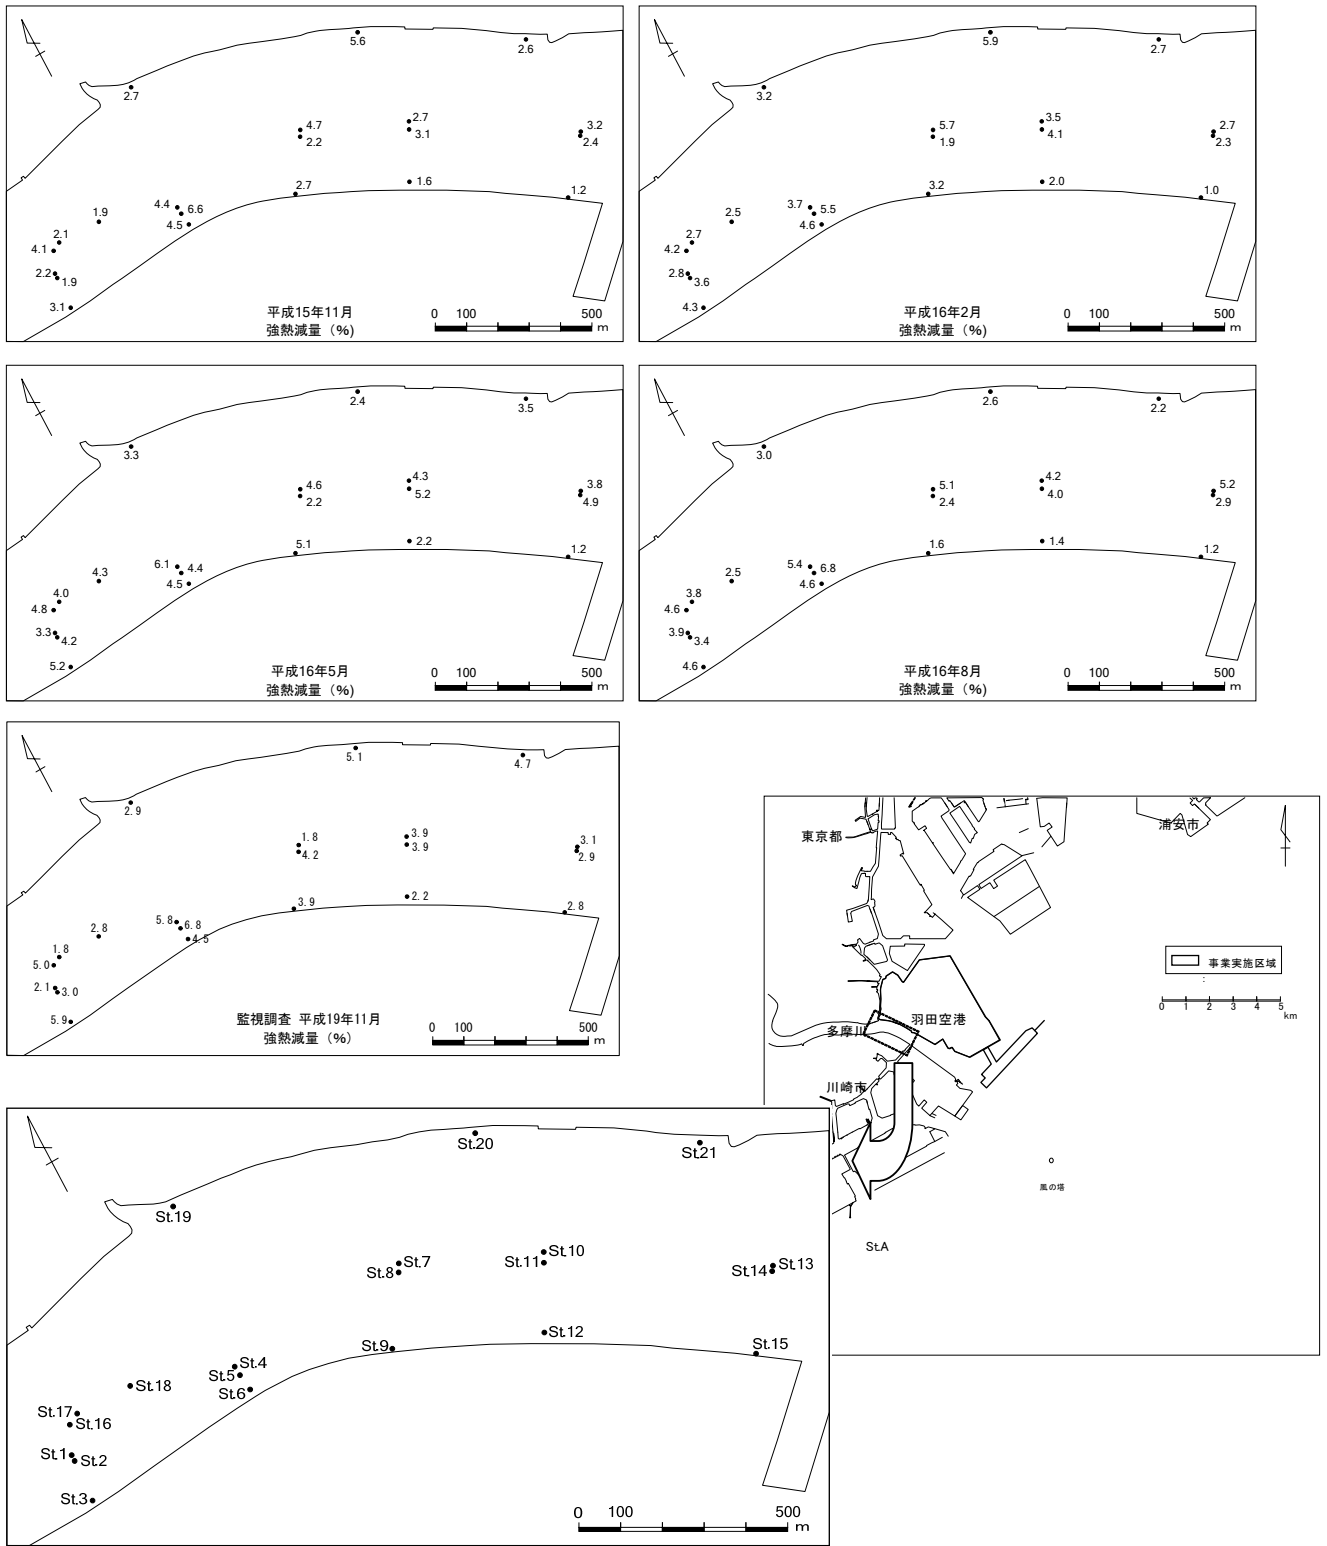 5.6
2.6
2.7
4.7
2.2
2.7
3.1
3.2
2.4
2.7
1.6
1.2
4.4
6.6
4.5
1.9
2.1
4.1
2.2
1.9
3.1
平成15年11月
強熱減量（%）
0 100 500 m
5.9
2.7
3.2
5.7
1.9
3.5
4.1
2.7
2.3
3.2
2.0
1.0
3.7
5.5
4.6
2.5
2.7
4.2
2.8
3.6
4.3
平成16年2月
強熱減量（%）
0 100 500 m
2.4
3.5
3.3
4.6
2.2
4.3
5.2
3.8
4.9
5.1
2.2
1.2
6.1
4.4
4.5
4.3
4.0
4.8
3.3
4.2
5.2
平成16年5月
強熱減量（%）
0 100 500 m
2.6
2.2
3.0
5.1
2.4
4.2
4.0
5.2
2.9
1.6
1.4
1.2
5.4
6.8
4.6
2.5
3.8
4.6
3.9
3.4
4.6
平成16年8月
強熱減量（%）
0 100 500 m
5.1
4.7
2.9
1.8
4.2
3.9
3.9
3.1
2.9
3.9
2.2
2.8
5.8
6.8
4.5
2.8
1.8
5.0
2.1
3.0
5.9
監視調査 平成19年11月
強熱減量（%）
0 100 500 m
東京都
浦安市
事業実施区域
:
0 1 2 3 4 5
km
羽田空港
多摩川
川崎市
風の塔
St.A
St.20
St.21
St.19
St.7
St.8
St.10
St.11
St.13
St.14
St.12
St.9
St.15
St.4
St.5
St.6
St.18
St.17
St.16
St.1
St.2
St.3
0 100 500 m